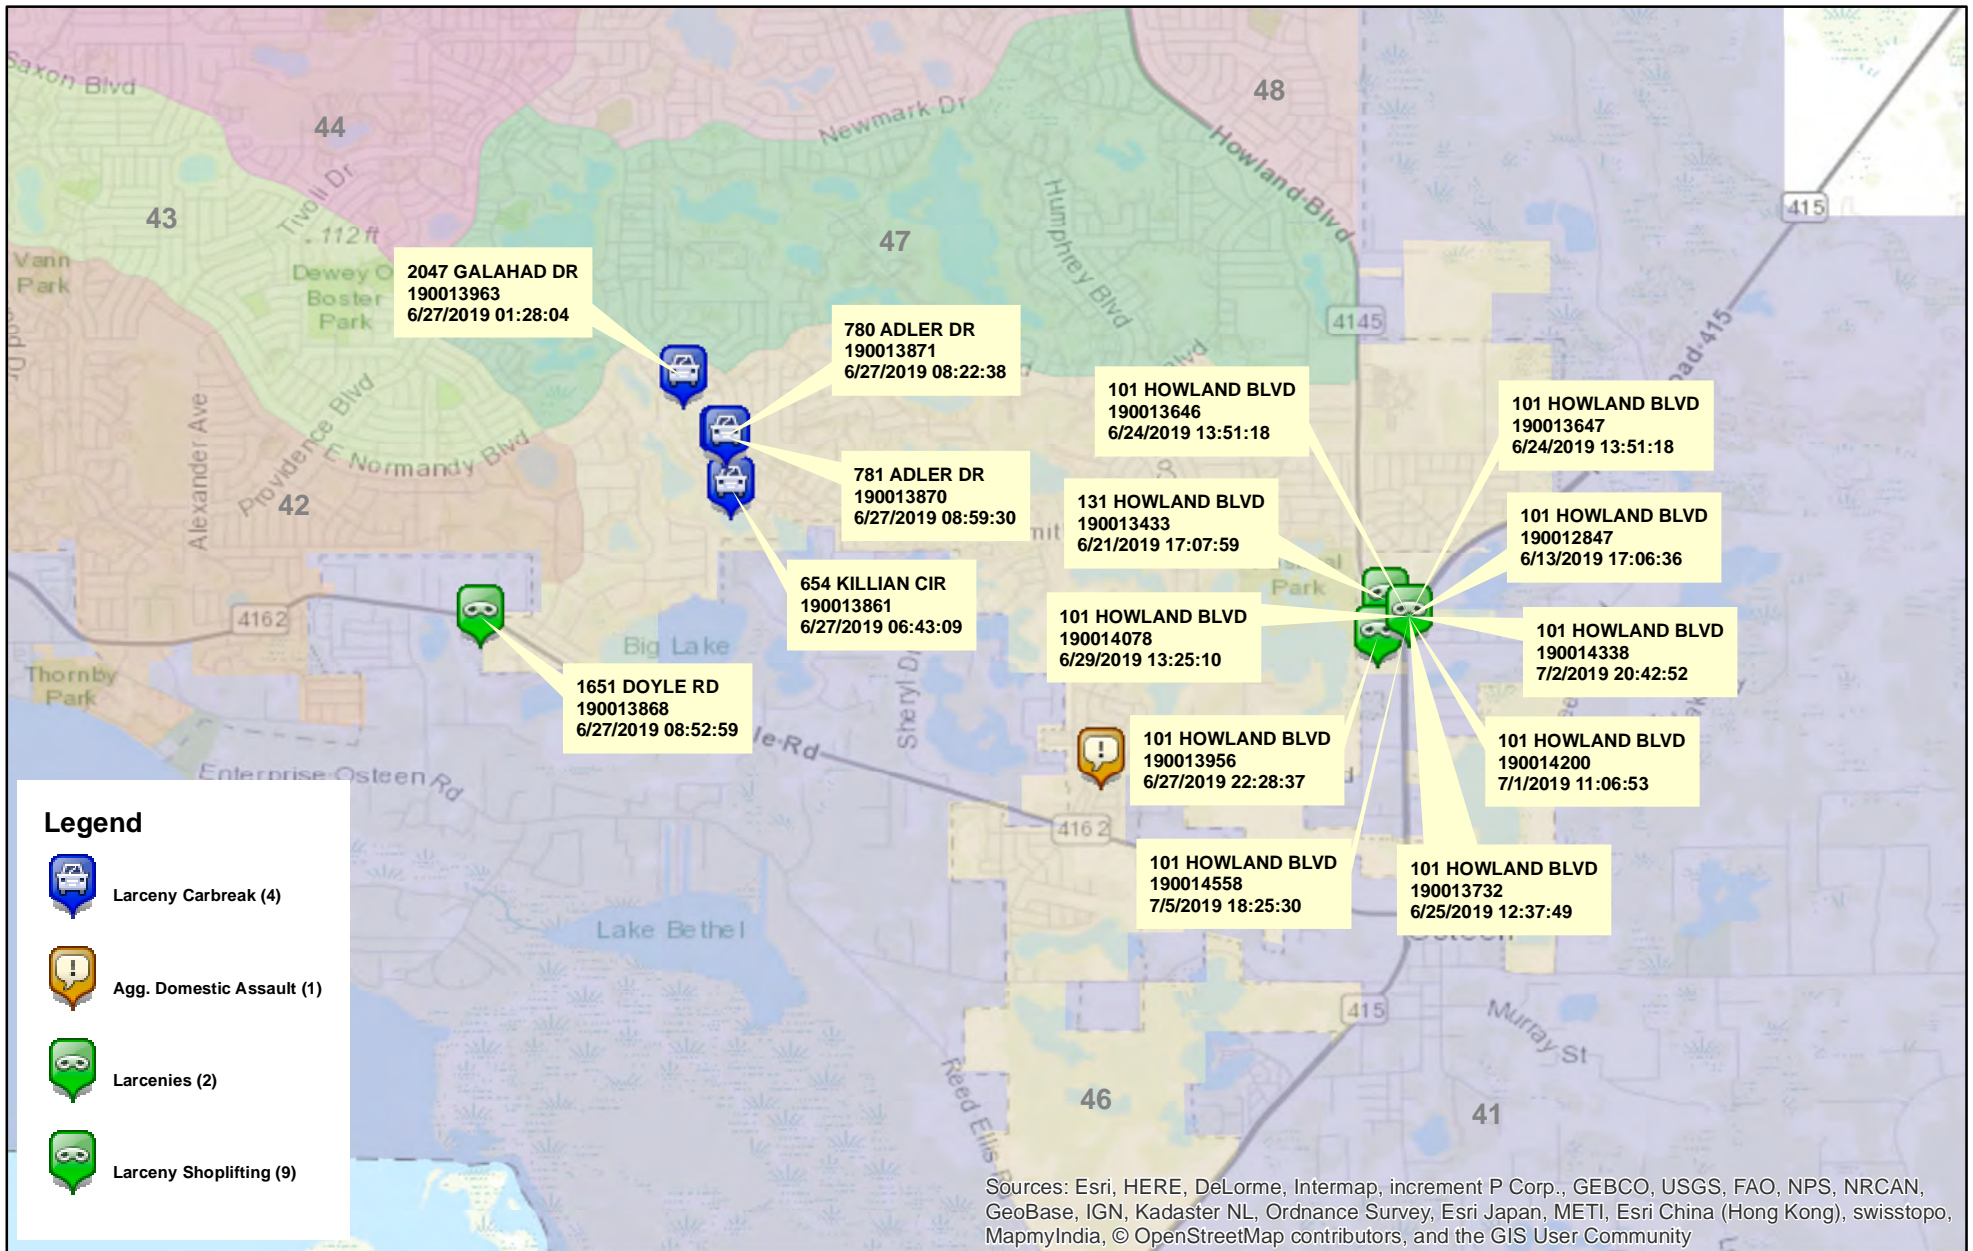 Saxon Blvd
44
48
Newmark Dr
Howland Blvd
415
43
Tivoli Dr
112 ft
47
Humphrey Blvd
Vann
Park
Dewey O
Boster
Park
2047 GALAHAD DR
190013963
6/27/2019 01:28:04
780 ADLER DR
190013871
6/27/2019 08:22:38
4145
101 HOWLAND BLVD
190013646
6/24/2019 13:51:18
101 HOWLAND BLVD
190013647
6/24/2019 13:51:18
Alexander Ave
Providence Blvd
E Normandy Blvd
42
781 ADLER DR
190013870
6/27/2019 08:59:30
131 HOWLAND BLVD
190013433
6/21/2019 17:07:59
101 HOWLAND BLVD
190012847
6/13/2019 17:06:36
654 KILLIAN CIR
190013861
6/27/2019 06:43:09
Park
4162
101 HOWLAND BLVD
190014078
6/29/2019 13:25:10
101 HOWLAND BLVD
190014338
7/2/2019 20:42:52
Big Lake
Thornby
Park
1651 DOYLE RD
190013868
6/27/2019 08:52:59
le Rd
Sheryl Dr
101 HOWLAND BLVD
190013956
6/27/2019 22:28:37
101 HOWLAND BLVD
190014200
7/1/2019 11:06:53
Enterprise Osteen Rd
4162
101 HOWLAND BLVD
190014558
7/5/2019 18:25:30
101 HOWLAND BLVD
190013732
6/25/2019 12:37:49
Osteen
Lake Bethel
415
Murray St
Reed Ellis Rd
46
41
Legend
Larceny Carbreak (4)
Agg. Domestic Assault (1)
Larcenies (2)
Larceny Shoplifting (9)
Sources: Esri, HERE, DeLorme, Intermap, increment P Corp., GEBCO, USGS, FAO, NPS, NRCAN,
GeoBase, IGN, Kadaster NL, Ordnance Survey, Esri Japan, METI, Esri China (Hong Kong), swisstopo,
MapmyIndia, © OpenStreetMap contributors, and the GIS User Community